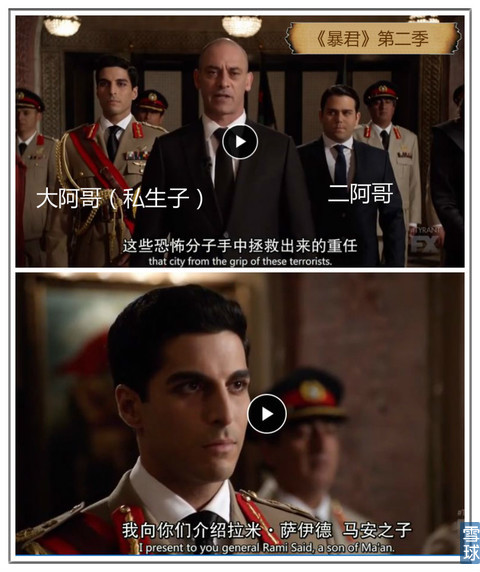 《暴君》第二季
大阿哥（私生子）
二阿哥
TYRANT
FX
这些恐怖分子手中拯救出来的重任
that city from the grip of these terrorists.
我向你们介绍拉米·萨伊德 马安之子
I present to you general Rami Said, a son of Ma'an.
雪球